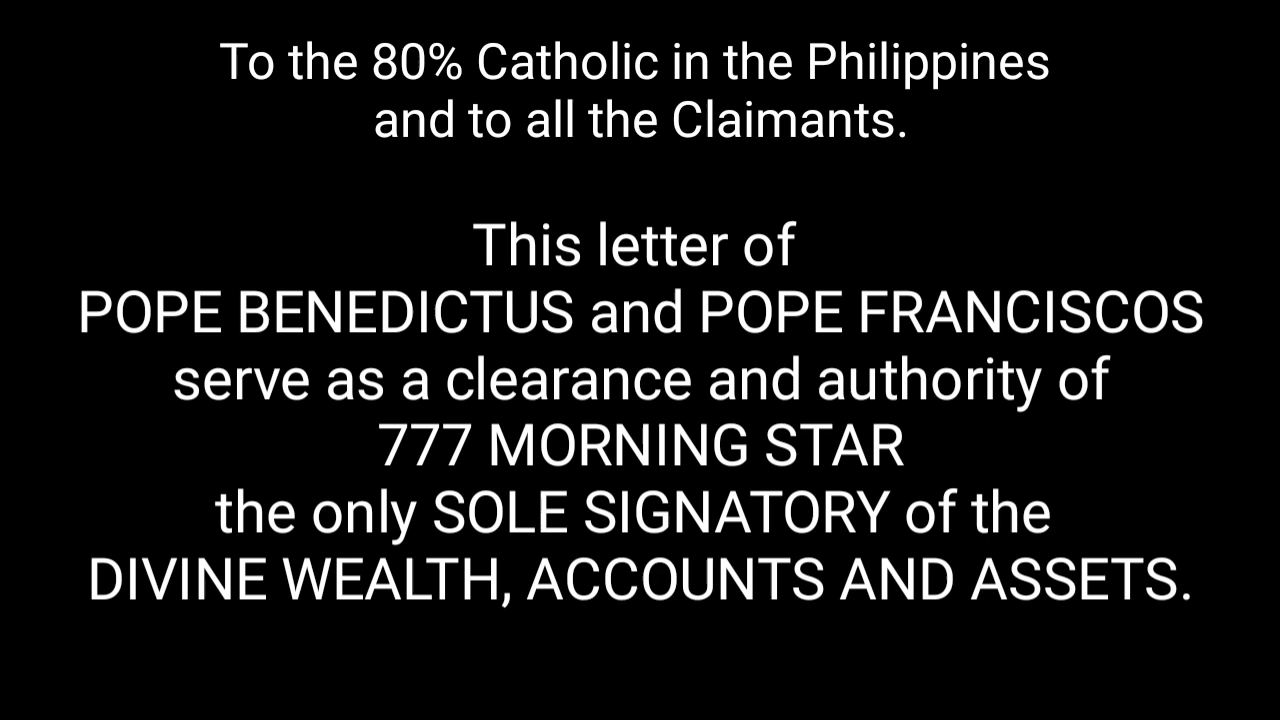 To the 80% Catholic in the Philippines
and to all the Claimants.
This letter of
POPE BENEDICTUS and POPE FRANCISCOS
serve as a clearance and authority of
777 MORNING STAR
the only SOLE SIGNATORY of the
DIVINE WEALTH, ACCOUNTS AND ASSETS.